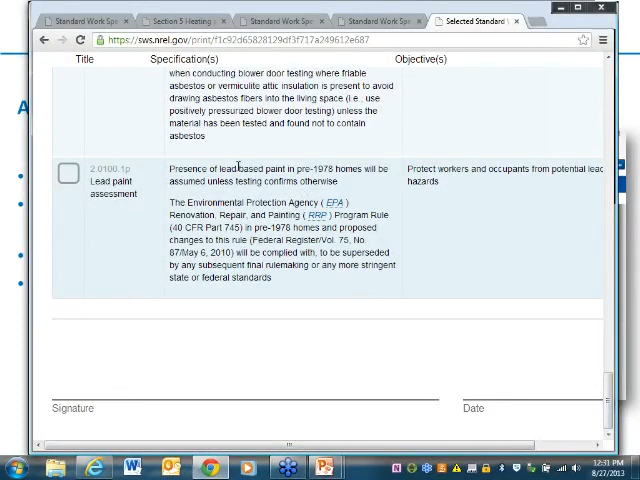 Standard Work Spe
Section 5 Heating a
Standard Work Spe
Standard Work Spe
Selected Standard W
https://sws.nrel.gov/print/f1c92d65828129df3f717a249612e687
Title Specification(s) Objective(s)
when conducting blower door testing where friable
asbestos or vermiculite attic insulation is present to avoid
drawing asbestos fibers into the living space (i.e., use
positively pressurized blower door testing) unless the
material has been tested and found not to contain
asbestos
2.0100.1p
Lead paint
assessment
Presence of lead-based paint in pre-1978 homes will be
assumed unless testing confirms otherwise
The Environmental Protection Agency ( EPA )
Renovation, Repair, and Painting ( RRP ) Program Rule
(40 CFR Part 745) in pre-1978 homes and proposed
changes to this rule (Federal Register/Vol. 75, No.
87/May 6, 2010) will be complied with, to be superseded
by any subsequent final rulemaking or any more stringent
state or federal standards
Protect workers and occupants from potential lead
hazards
Signature
Date
12:31 PM
8/27/2013